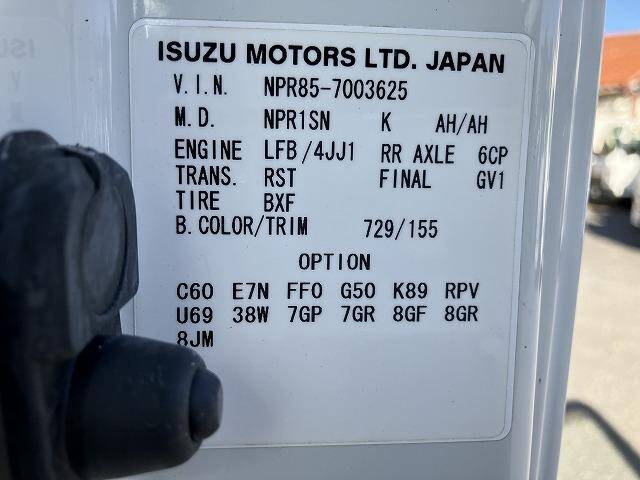 ISUZU MOTORS LTD. JAPAN
V.I.N. NPR85-7003625
M.D. NPR1SN K AH/AH
ENGINE LFB/4JJ1 RR AXLE 6CP
TRANS. RST FINAL GV1
TIRE BXF
B.COLOR/TRIM 729/155
OPTION
C60 E7N FF0 G50 K89 RPV
U69 38W 7GP 7GR 8GF 8GR
8JM